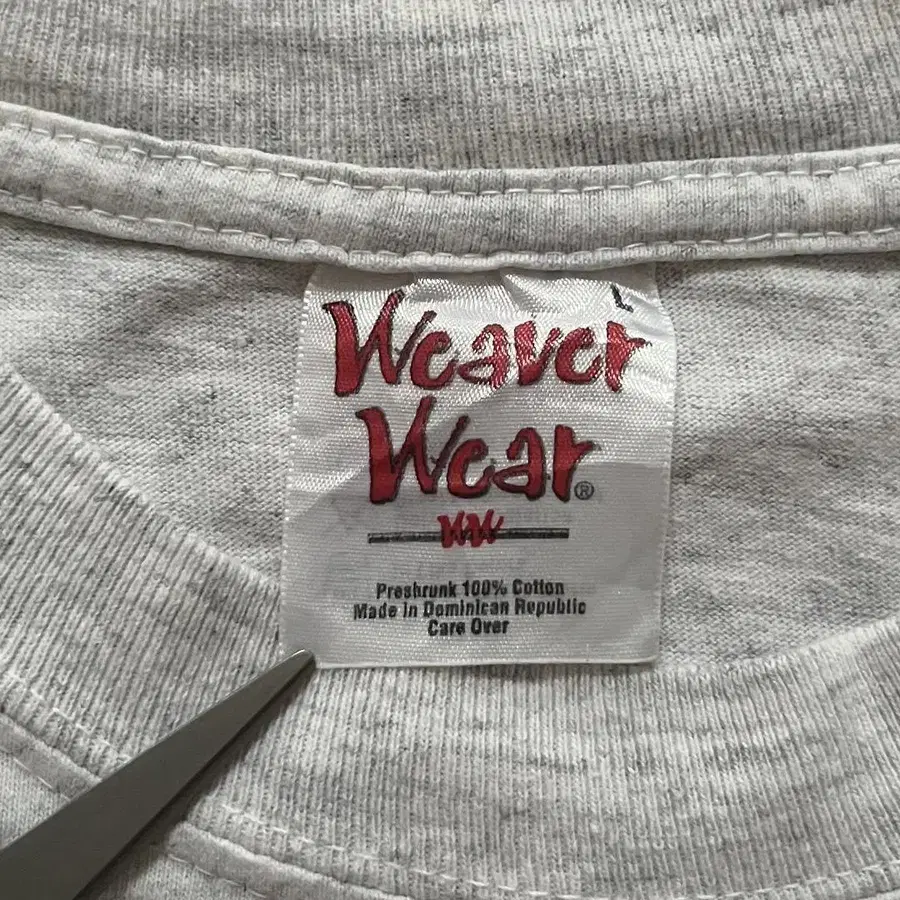 L
Weaver
Wear®
WW
Preshrunk 100% Cotton
Made in Dominican Republic
Care Over